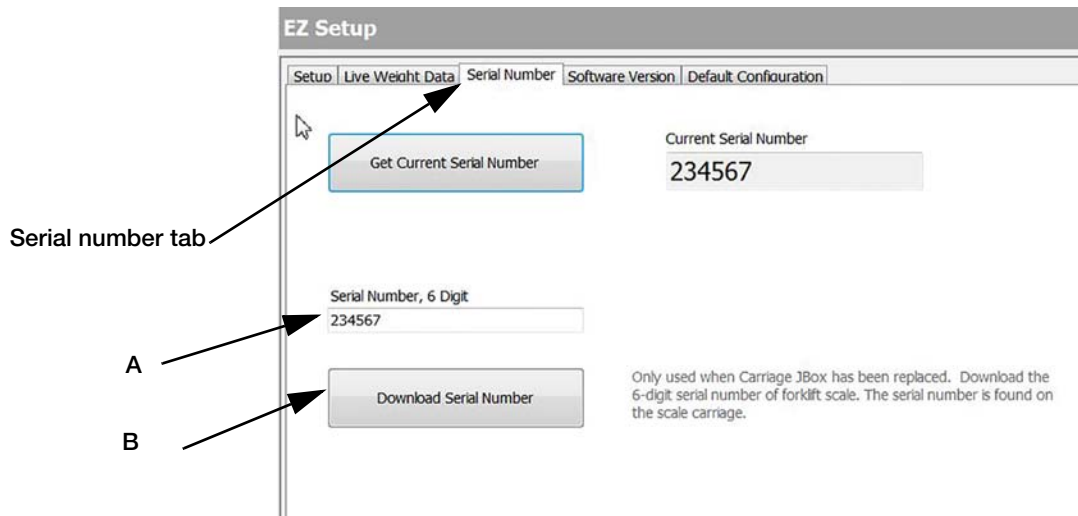 EZ Setup
Setup Live Weight Data Serial Number Software Version Default Configuration
Get Current Serial Number
Current Serial Number
234567
Serial number tab
Serial Number, 6 Digit
234567
A
Download Serial Number
Only used when Carriage JBox has been replaced. Download the
6-digit serial number of forklift scale. The serial number is found on
the scale carriage.
B